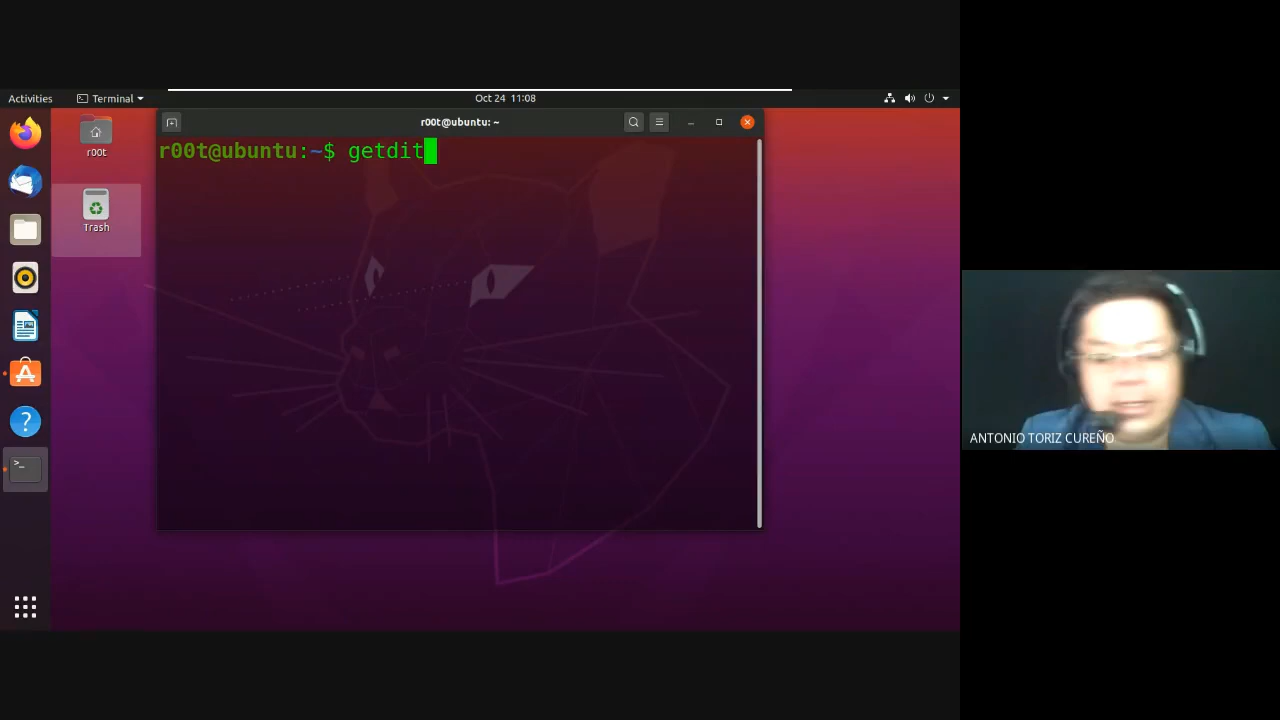 Activities
Terminal
Oct 24 11:08
r00t@ubuntu: ~
r00t
r00t@ubuntu:~$ getdit
Trash
>_
ANTONIO TORIZ CUREÑO